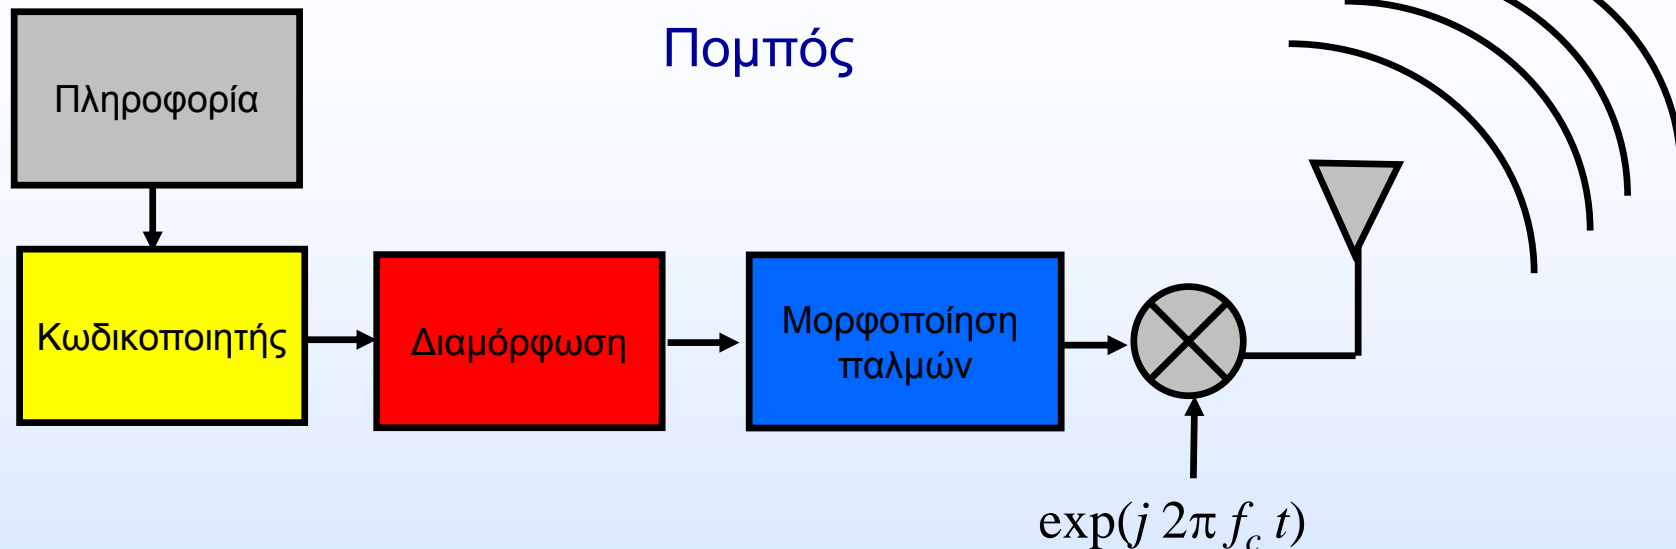 Πομπός
Πληροφορία
Κωδικοποιητής
Διαμόρφωση
Μορφοποίηση
παλμών
exp(j 2π f_c t)